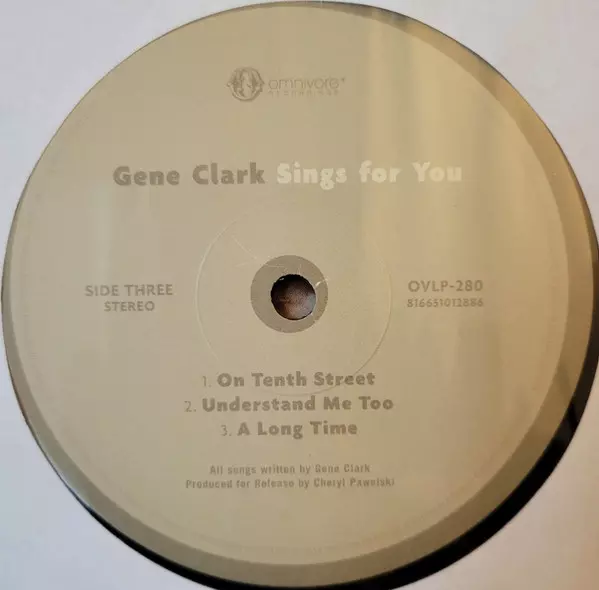 omnivore
RECORDINGS
Gene Clark Sings for You
SIDE THREE
STEREO
OVLP-280
816651012886
1. On Tenth Street
2. Understand Me Too
3. A Long Time
All songs written by Gene Clark
Produced for Release by Cheryl Pawelski